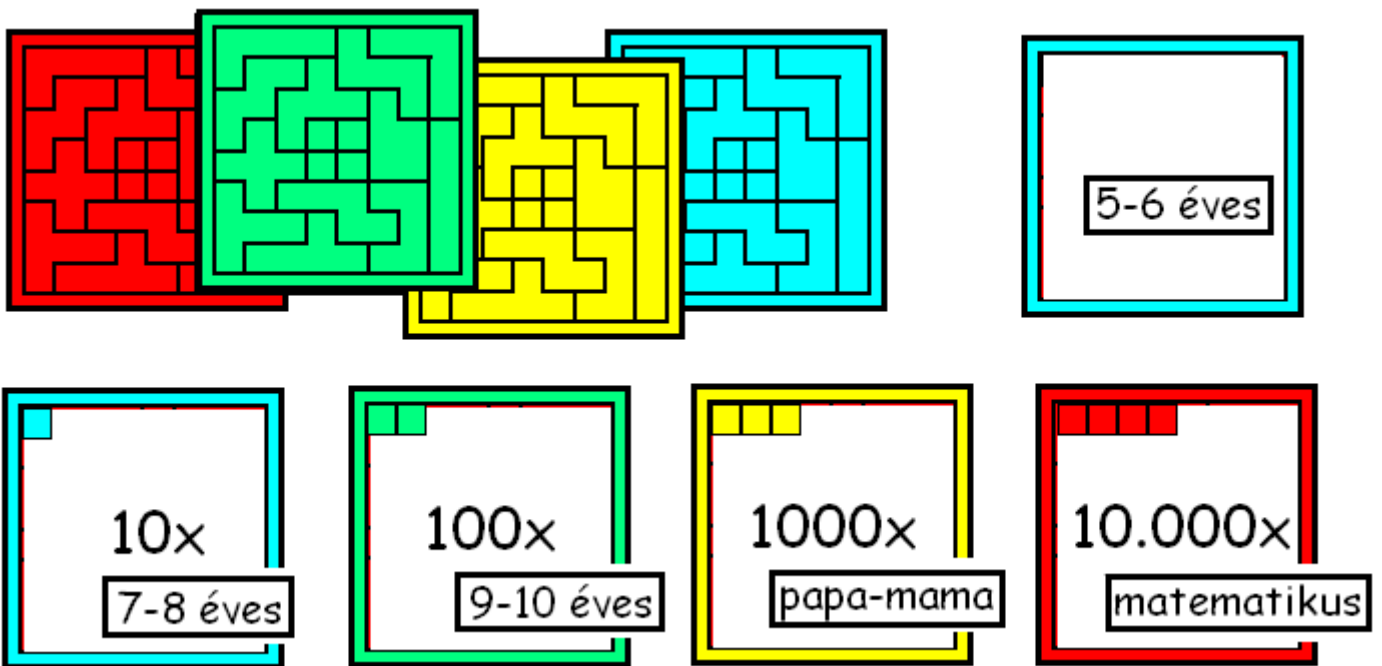 5-6 éves
10x
100x
1000x
10.000x
7-8 éves
9-10 éves
papa-mama
matematikus